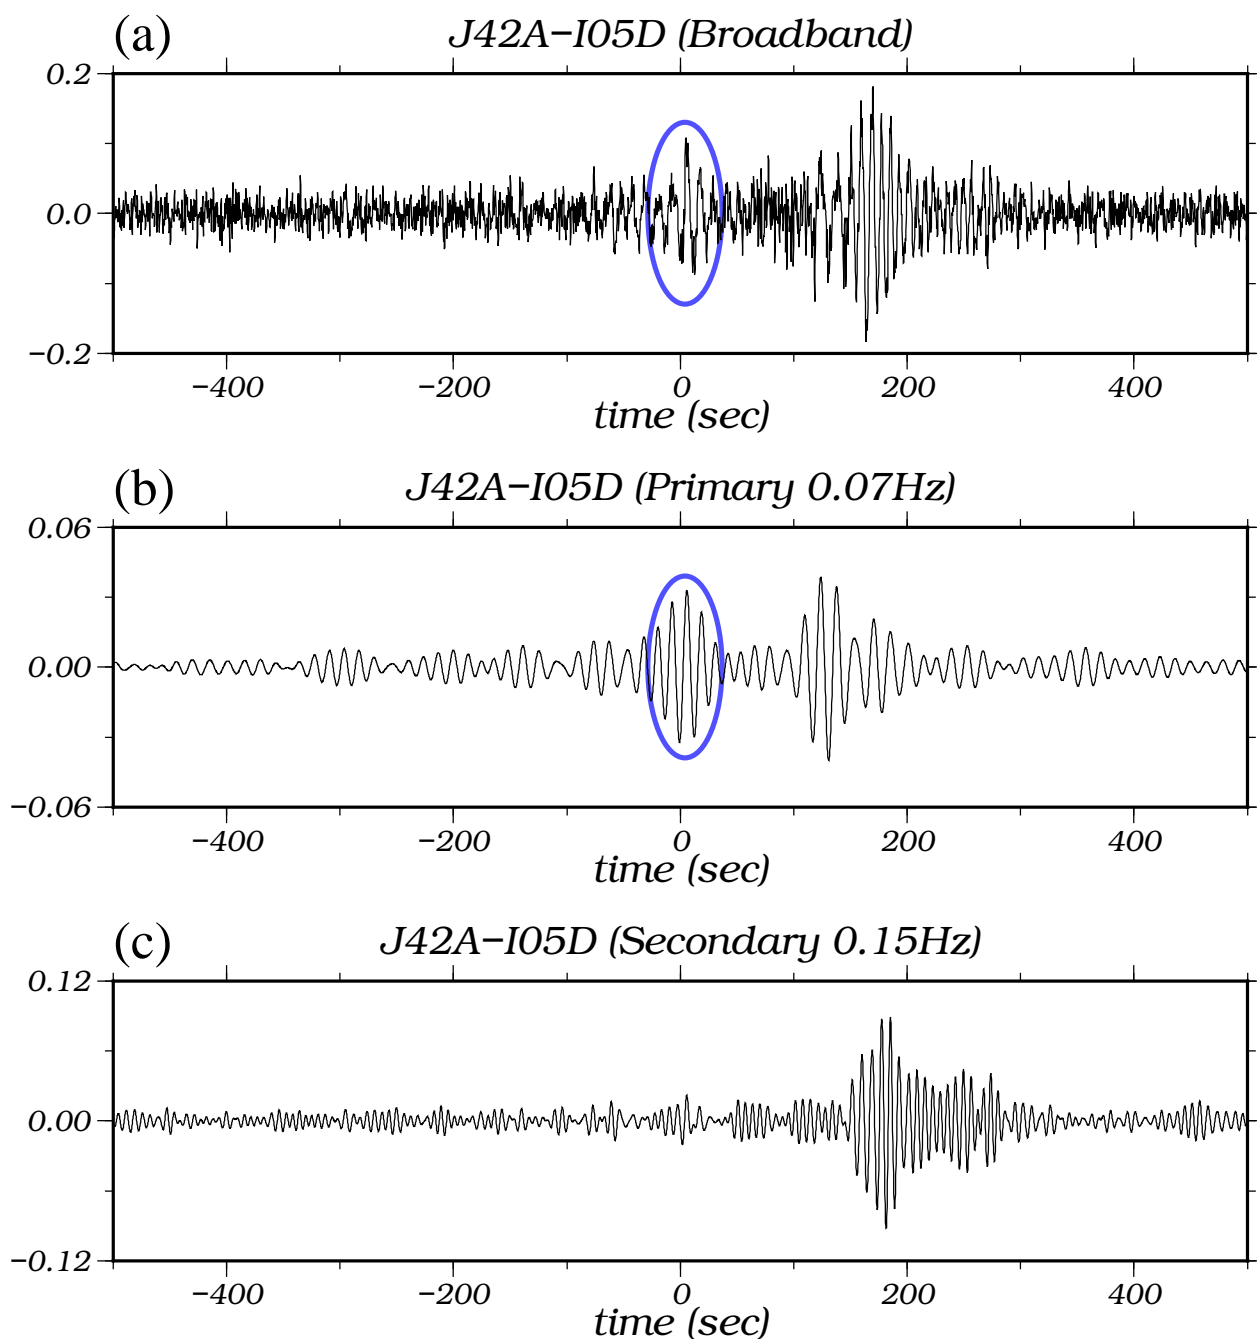 (a) J42A−I05D (Broadband)
0.2
0.0
−0.2
−400 −200 0 200 400
time (sec)
(b) J42A−I05D (Primary 0.07Hz)
0.06
0.00
−0.06
−400 −200 0 200 400
time (sec)
(c) J42A−I05D (Secondary 0.15Hz)
0.12
0.00
−0.12
−400 −200 0 200 400
time (sec)